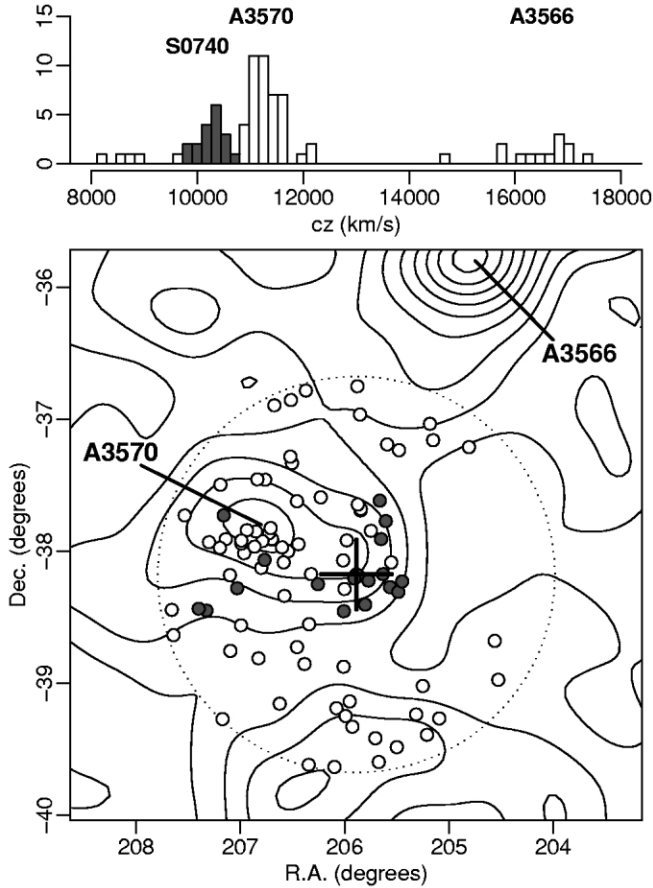 A3570 A3566
S0740
15
10
5
0
8000 10000 12000 14000 16000 18000
cz (km/s)
−36
A3566
−37
A3570
Dec. (degrees)
−38
−39
−40
208 207 206 205 204
R.A. (degrees)